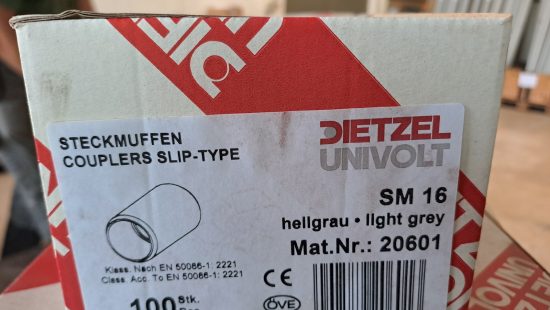 STECKMUFFEN
COUPLERS SLIP-TYPE
DIETZEL
UNIVOLT
SM 16
hellgrau • light grey
Mat.Nr.: 20601
Klass. Nach EN 50086-1: 2221
Class. Acc. To EN 50086-1: 2221
CE
100 Stk.
ÖVE
UNIVOLT